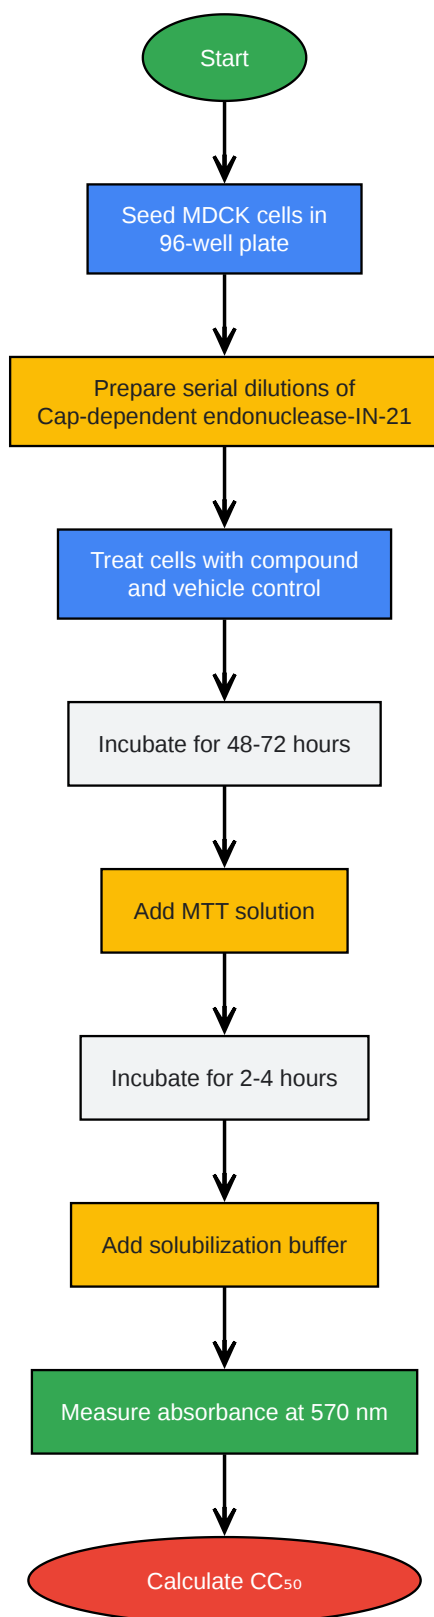 Start
Seed MDCK cells in
96-well plate
Prepare serial dilutions of
Cap-dependent endonuclease-IN-21
Treat cells with compound
and vehicle control
Incubate for 48-72 hours
Add MTT solution
Incubate for 2-4 hours
Add solubilization buffer
Measure absorbance at 570 nm
Calculate CC₅₀